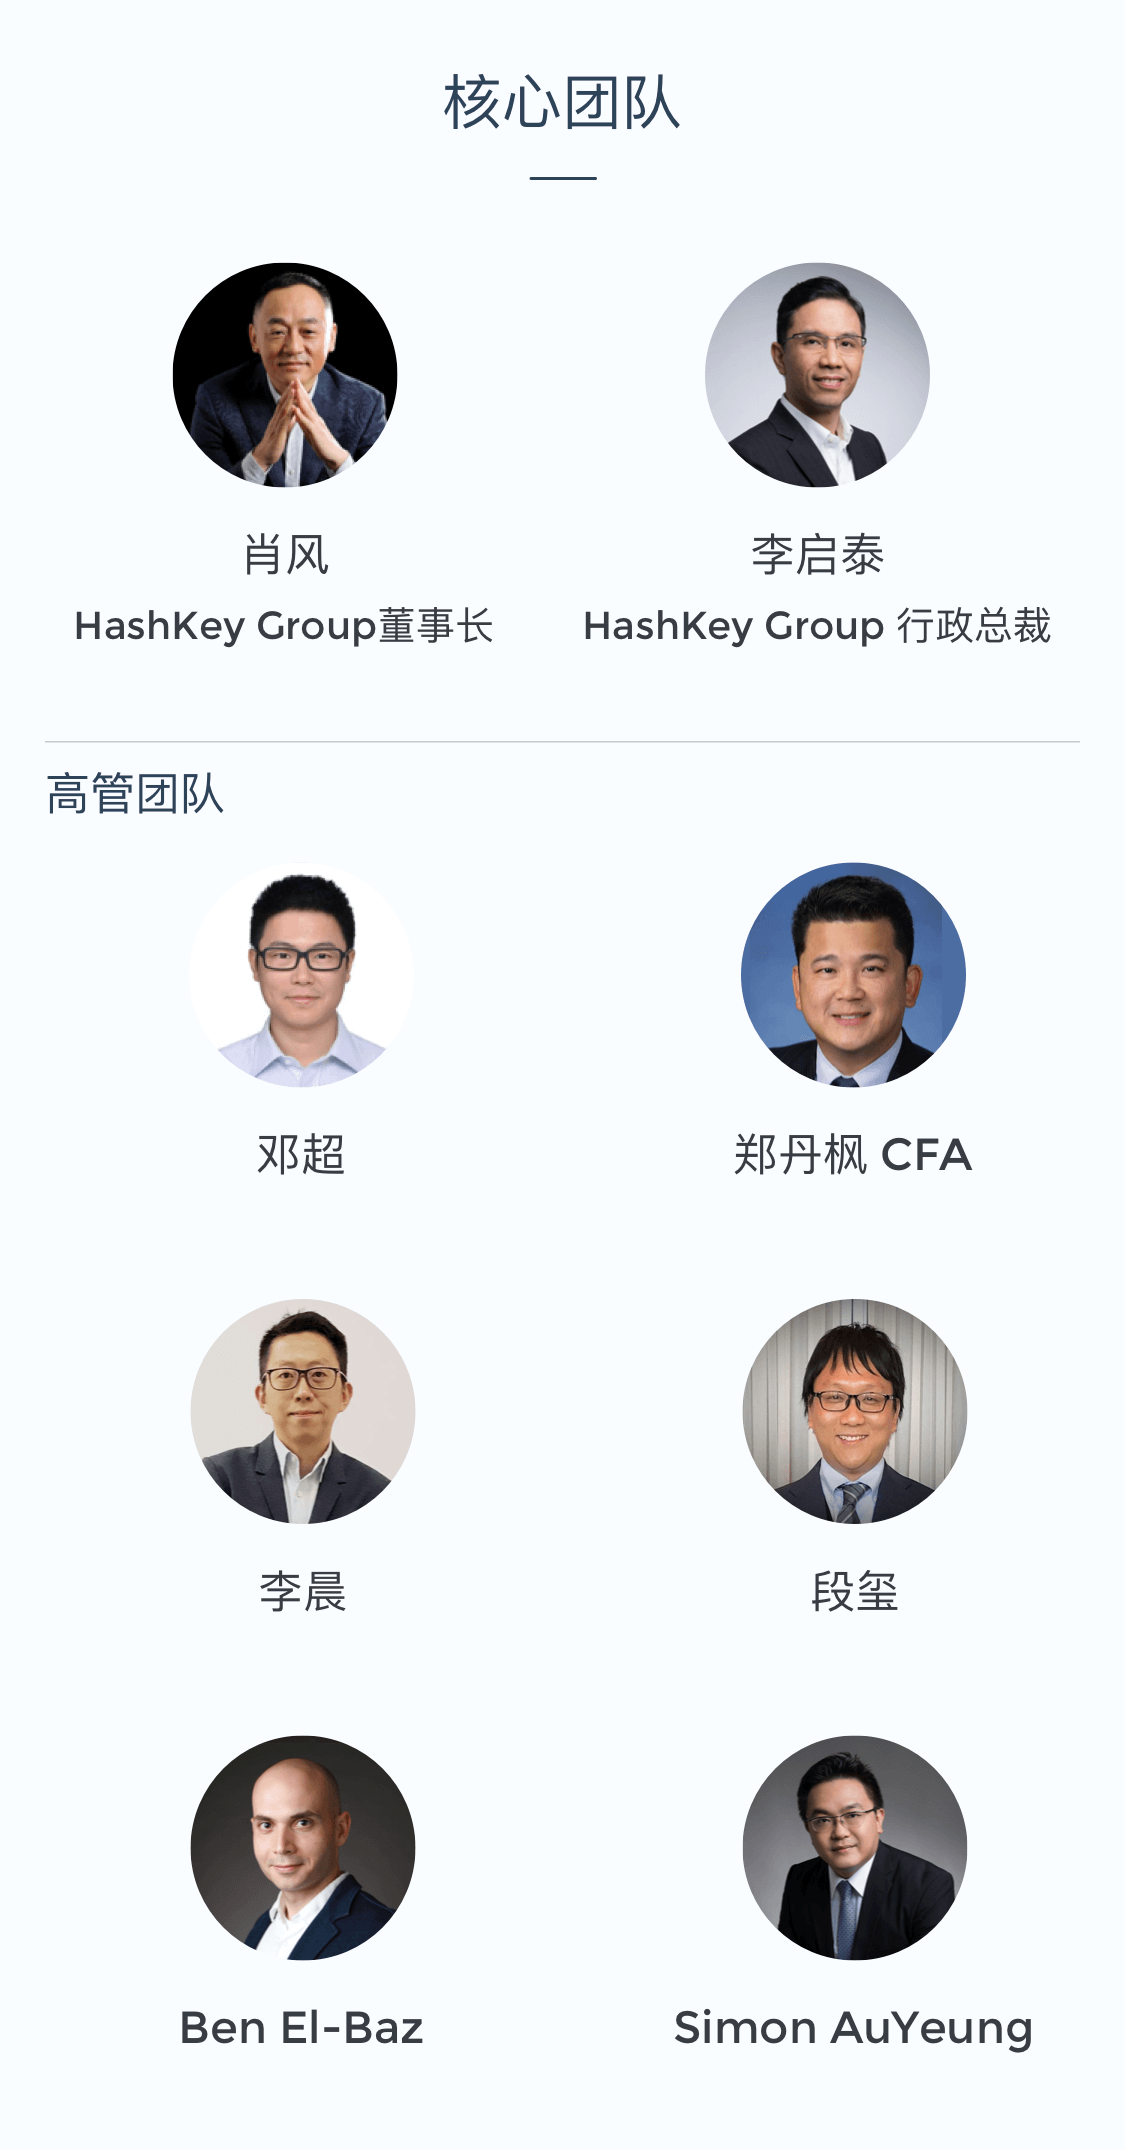 核心团队
肖风
李启泰
HashKey Group董事长
HashKey Group 行政总裁
高管团队
邓超
郑丹枫 CFA
李晨
段玺
Ben El-Baz
Simon AuYeung